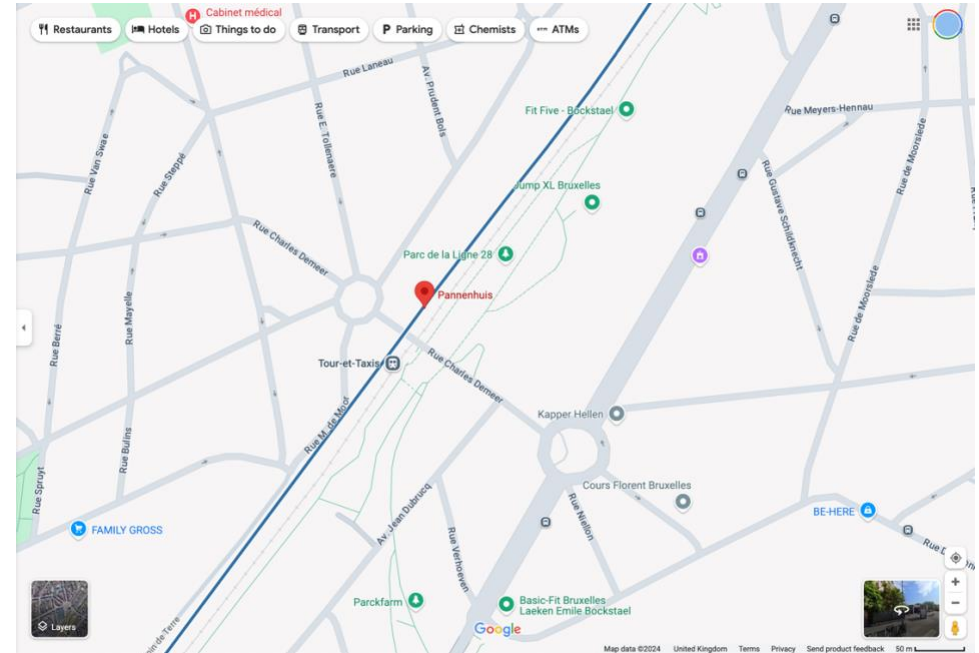 Cabinet médical
Restaurants
Hotels
Things to do
Transport
Parking
Chemists
ATMs
Rue Laneau
Av. Prudent Bols
Rue E. Tollenaere
Fit Five - Bockstael
Rue Meyers-Hennau
Rue Van Swae
Rue Steppé
Rue de Moorslede
Jump XL Bruxelles
Rue Gustave Schildknecht
Rue Charles Demeer
Parc de la Ligne 28
Pannenhuis
Rue Mayelle
Rue Berré
Rue de Moorslede
Tour-et-Taxis
Rue Charles Demeer
Kapper Hellen
Rue M. de Moor
Rue Bulins
Rue Spruyt
Cours Florent Bruxelles
Av. Jean Dubrucq
Rue Niellon
BE-HERE
FAMILY GROSS
Rue Verhoeven
Parckfarm
Basic-Fit Bruxelles
Laeken Emile Bockstael
Layers
Google
Map data ©2024 United Kingdom Terms Privacy Send product feedback 50 m